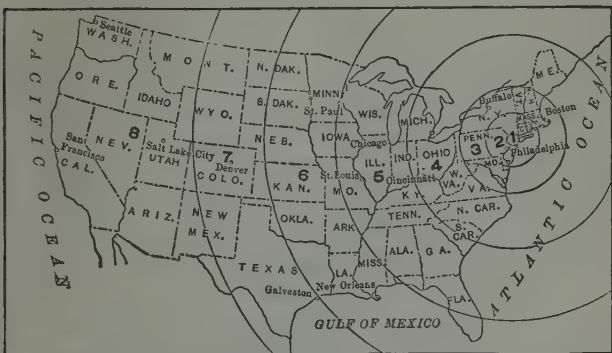 PACIFIC OCEAN
Seattle
WASH.
MONT.
N. DAK.
MINN.
ORE.
IDAHO
WYO.
S. DAK.
St. Paul
WIS.
MICH.
Buffalo
N. Y.
ME.
VT.
MASS.
Boston
8
NEV.
San Francisco
CAL.
Salt Lake City
UTAH
7
Denver
COLO.
NEB.
IOWA
Chicago
ILL.
IND.
OHIO
4
PENN.
3
2
1
Philadelphia
MD.
6
KAN.
St. Louis
MO.
5
Cincinnati
KY.
W. VA.
VA.
ARIZ.
NEW MEX.
OKLA.
ARK.
TENN.
N. CAR.
S. CAR.
TEXAS
LA.
MISS.
ALA.
GA.
Galveston
New Orleans
FLA.
GULF OF MEXICO
ATLANTIC OCEAN